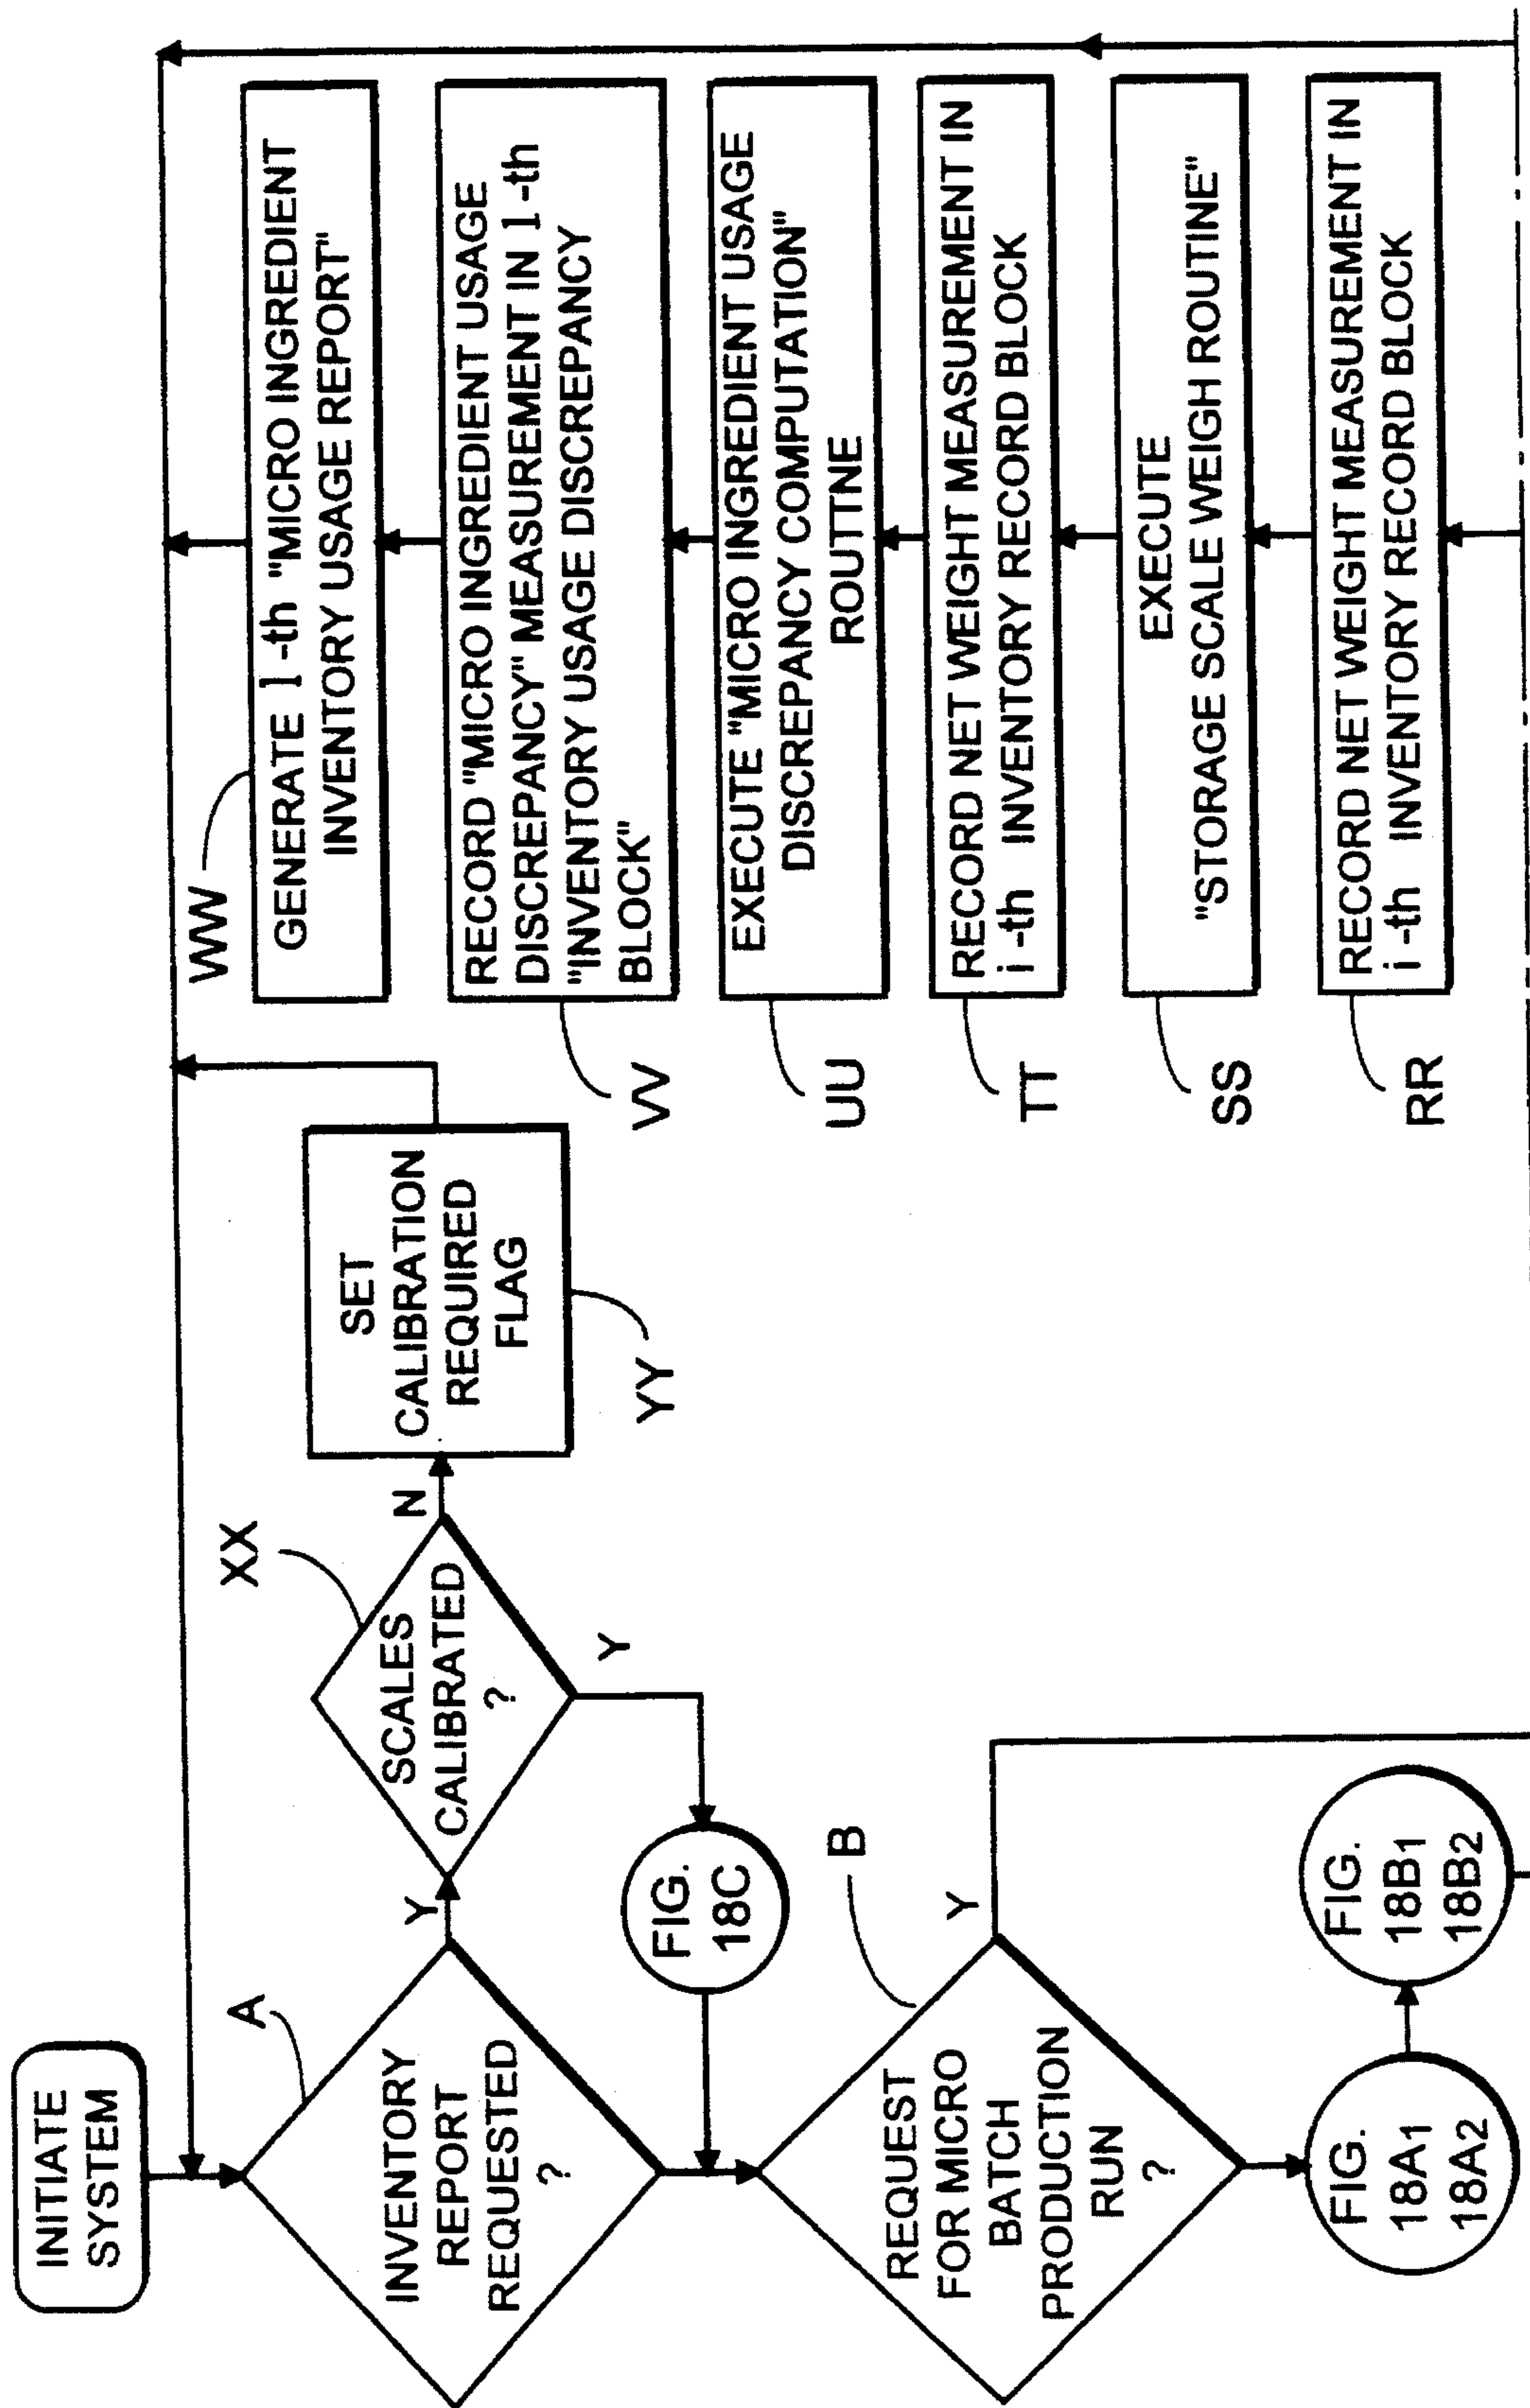 INITIATE
SYSTEM
A
INVENTORY
REPORT
REQUESTED
?
Y
XX
SCALES
CALIBRATED
?
N
Y
SET
CALIBRATION
REQUIRED
FLAG
YY
FIG.
18C
B
REQUEST
FOR MICRO
BATCH
PRODUCTION
RUN
?
Y
FIG.
18A1
18A2
FIG.
18B1
18B2
WW
GENERATE 1 -th "MICRO INGREDIENT
INVENTORY USAGE REPORT"
VV
RECORD "MICRO INGREDIENT USAGE
DISCREPANCY" MEASUREMENT IN 1 -th
"INVENTORY USAGE DISCREPANCY
BLOCK"
UU
EXECUTE "MICRO INGREDIENT USAGE
DISCREPANCY COMPUTATION"
ROUTTNE
TT
RECORD NET WEIGHT MEASUREMENT IN
i -th INVENTORY RECORD BLOCK
SS
EXECUTE
"STORAGE SCALE WEIGH ROUTINE"
RR
RECORD NET WEIGHT MEASUREMENT IN
i -th INVENTORY RECORD BLOCK